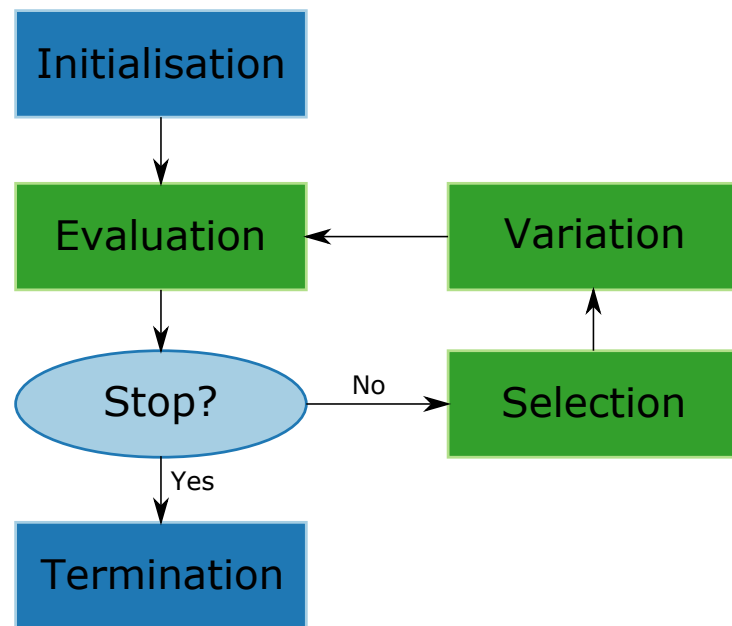 Initialisation
Evaluation
Variation
Stop?
No
Selection
Yes
Termination